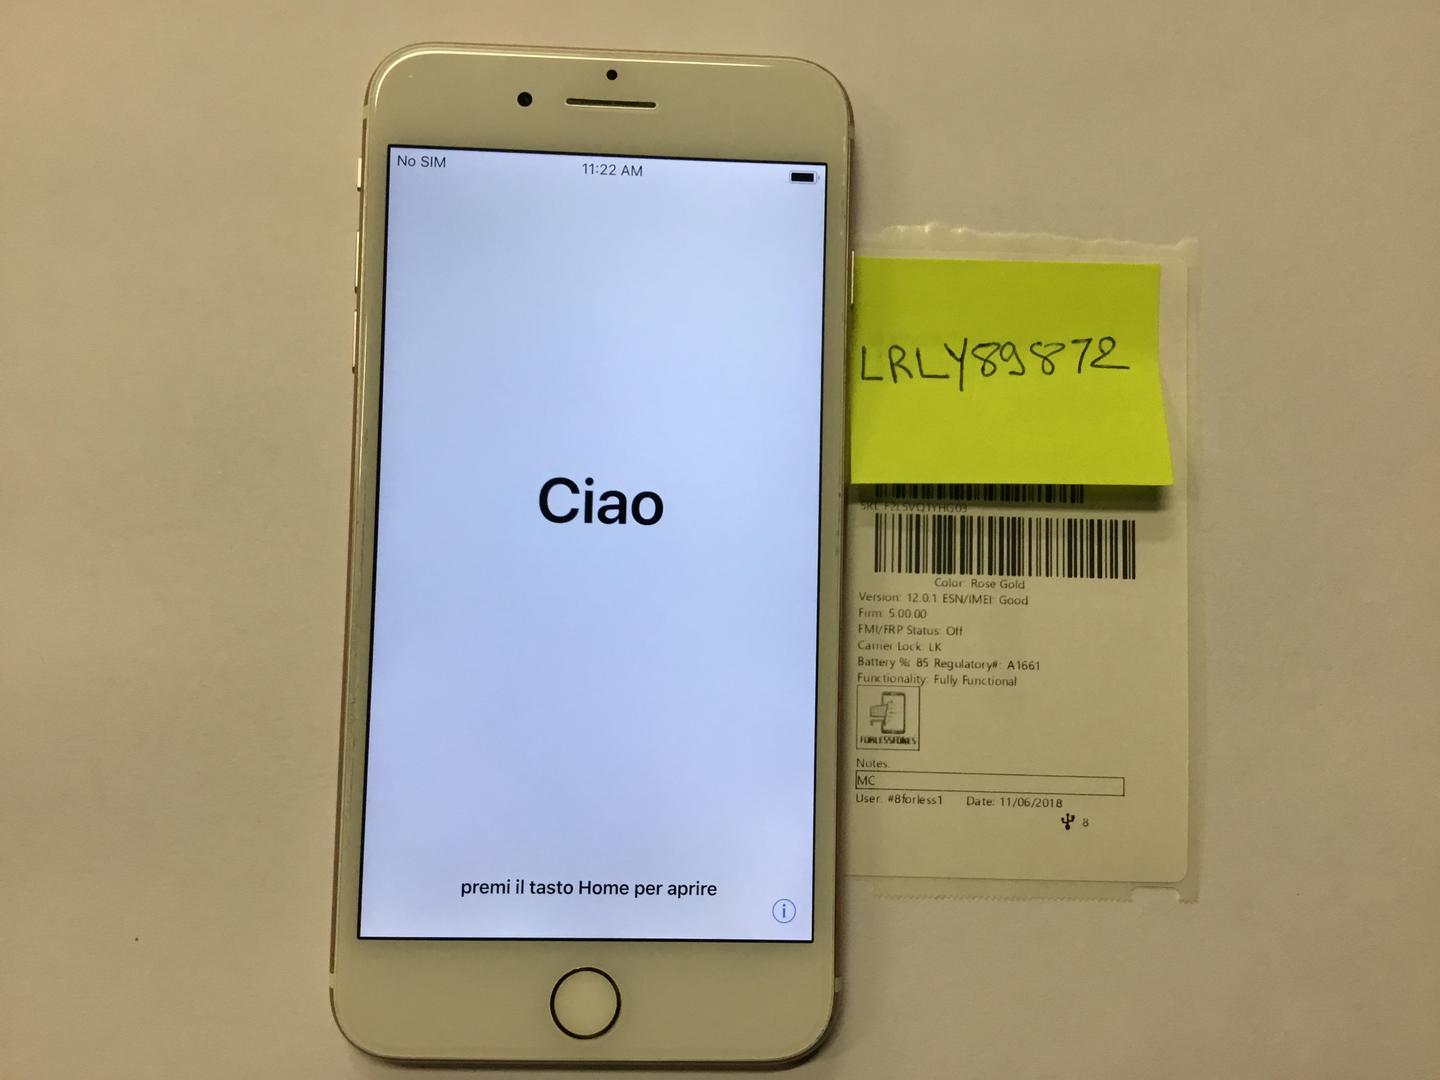 No SIM
11:22 AM
Ciao
premi il tasto Home per aprire
LRLY89872
SRL: F2LSVQ1YHG03
Color: Rose Gold
Version: 12.0.1 ESN/IMEI: Good
Firm: 5.00.00
FMI/FRP Status: Off
Carrier Lock: LK
Battery %: 85 Regulatory#: A1661
Functionality: Fully Functional
FORLESSFONES
Notes:
MC
User: #8forless1 Date: 11/06/2018
8